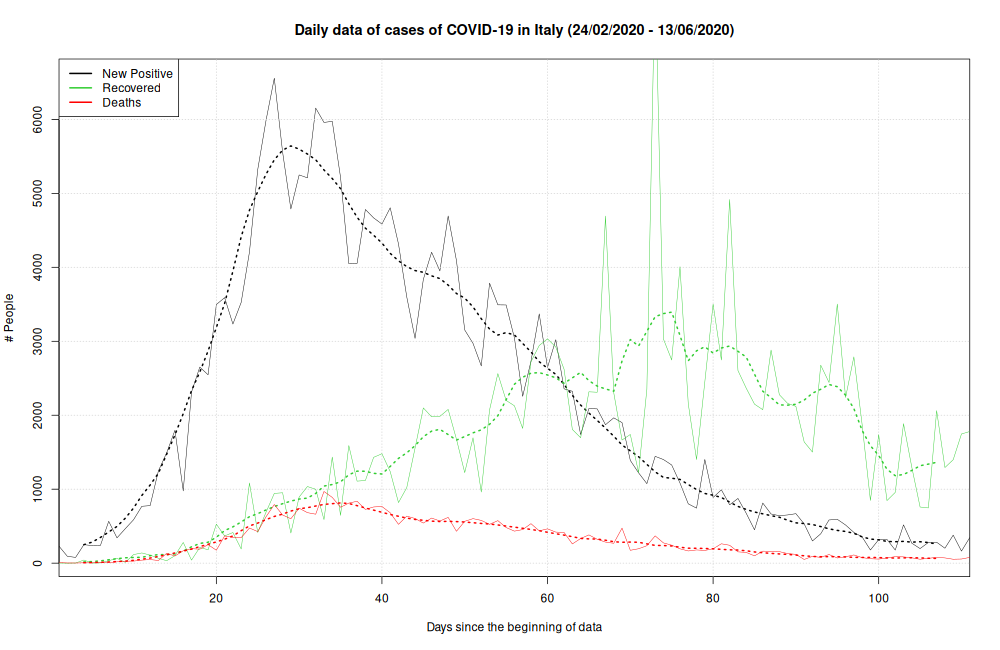 Daily data of cases of COVID-19 in Italy (24/02/2020 - 13/06/2020)
New Positive
Recovered
Deaths
# People
6000
5000
4000
3000
2000
1000
0
20 40 60 80 100
Days since the beginning of data